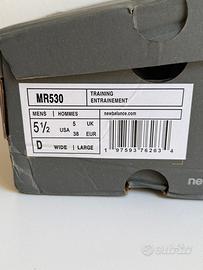 MR530
TRAINING
ENTRAINEMENT
MENS | HOMMES
newbalance.com
5½
USA
5
UK
38
EUR
D
WIDE | LARGE
1 97593 76263 4
new
subito